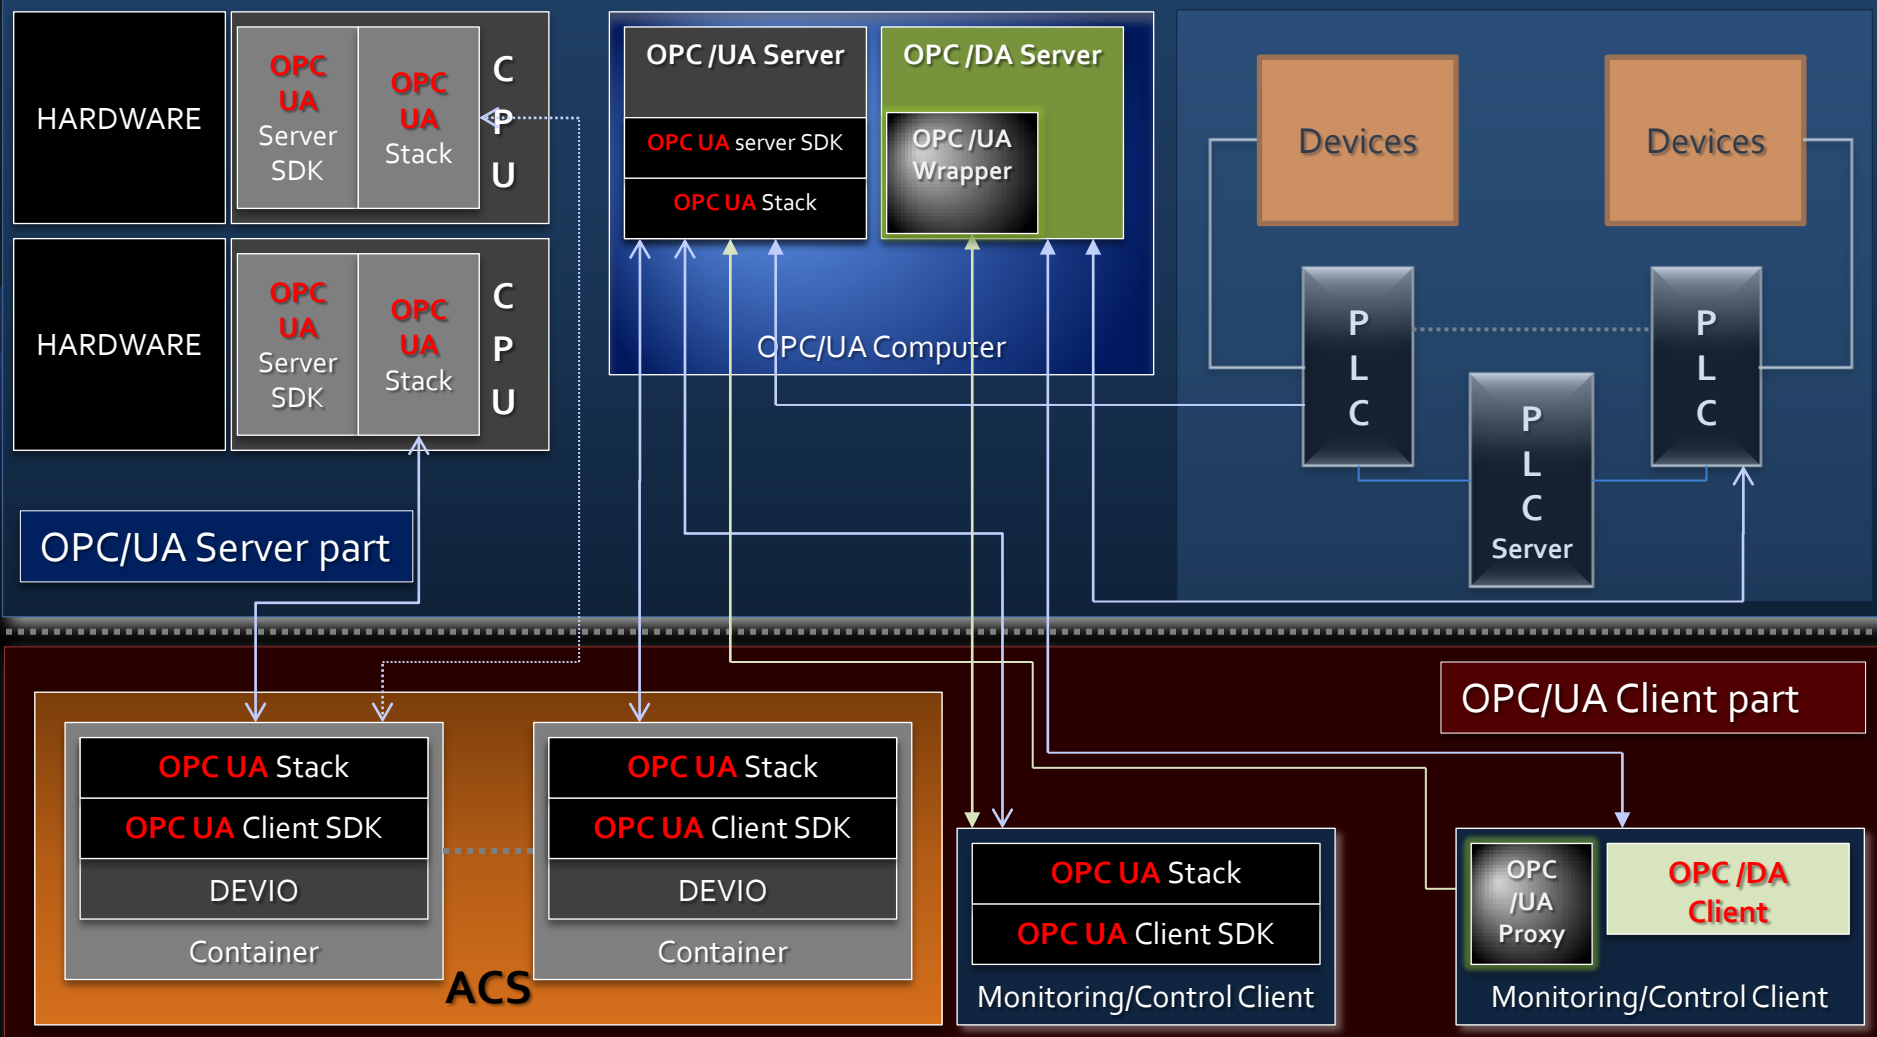 HARDWARE
OPC
UA
Server
SDK
OPC
UA
Stack
C
P
U
HARDWARE
OPC
UA
Server
SDK
OPC
UA
Stack
C
P
U
OPC/UA Server part
OPC /UA Server
OPC UA server SDK
OPC UA Stack
OPC /DA Server
OPC /UA
Wrapper
OPC/UA Computer
Devices
Devices
P
L
C
P
L
C
P
L
C
Server
OPC/UA Client part
OPC UA Stack
OPC UA Client SDK
DEVIO
Container
OPC UA Stack
OPC UA Client SDK
DEVIO
Container
ACS
OPC UA Stack
OPC UA Client SDK
Monitoring/Control Client
OPC
/UA
Proxy
OPC /DA
Client
Monitoring/Control Client